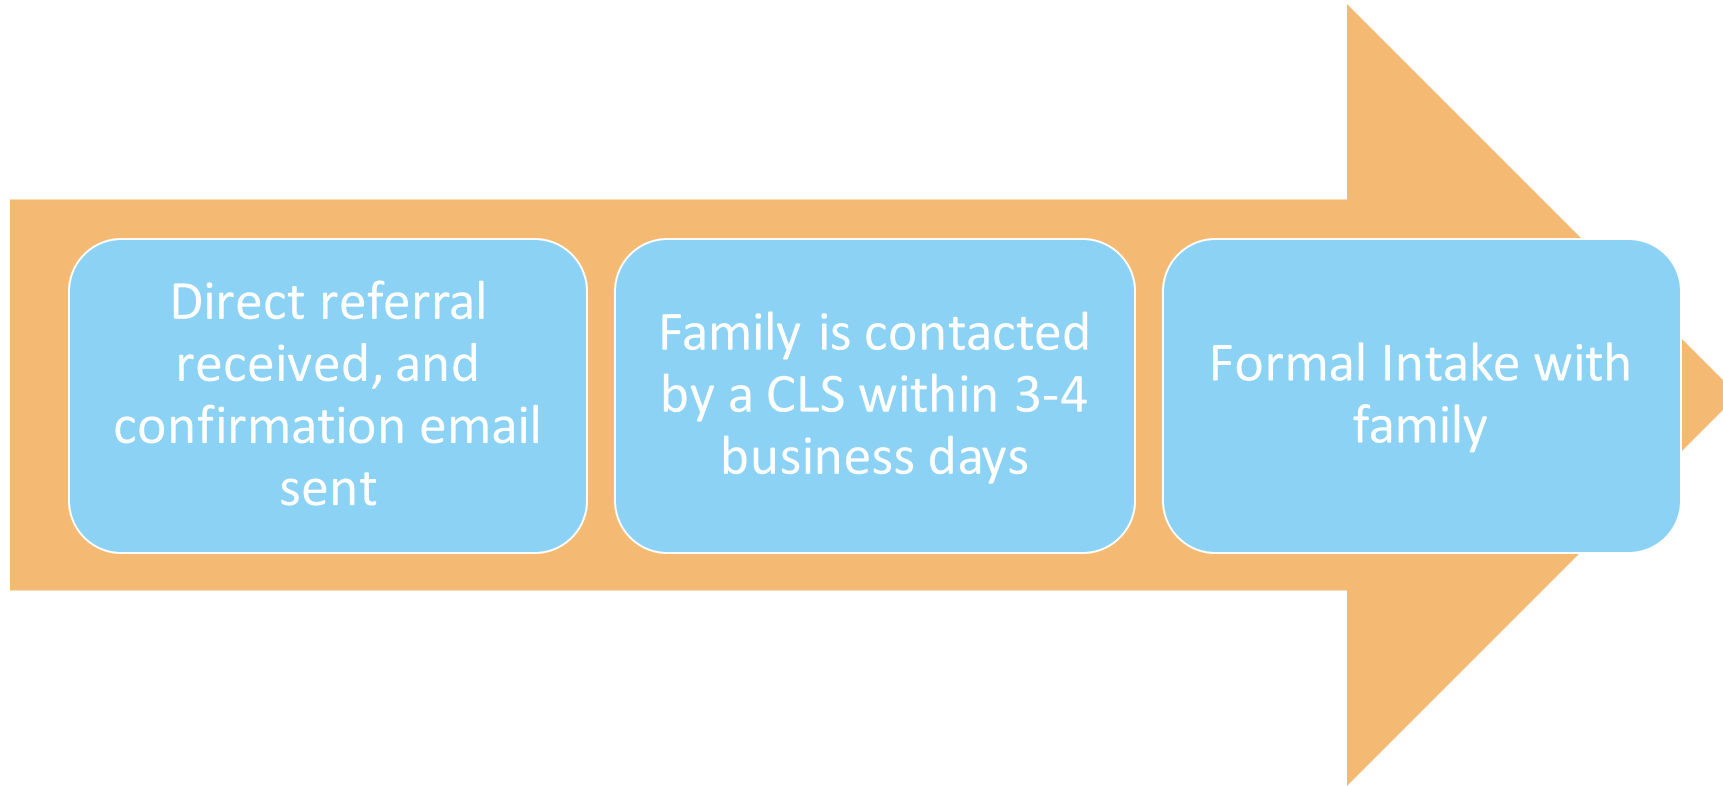 Direct referral
received, and
confirmation email
sent
Family is contacted
by a CLS within 3-4
business days
Formal Intake with
family